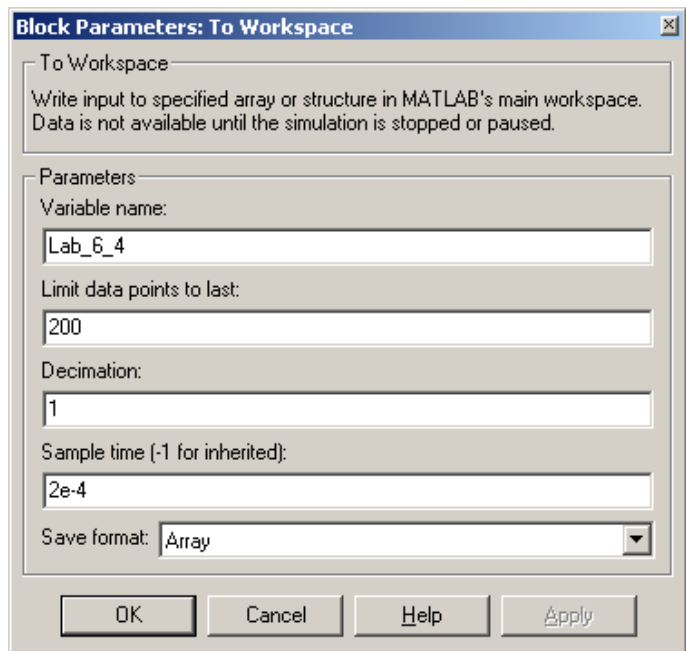 Block Parameters: To Workspace
To Workspace
Write input to specified array or structure in MATLAB's main workspace.
Data is not available until the simulation is stopped or paused.
Parameters
Variable name:
Lab_6_4
Limit data points to last:
200
Decimation:
1
Sample time (-1 for inherited):
2e-4
Save format: Array
OK Cancel Help Apply